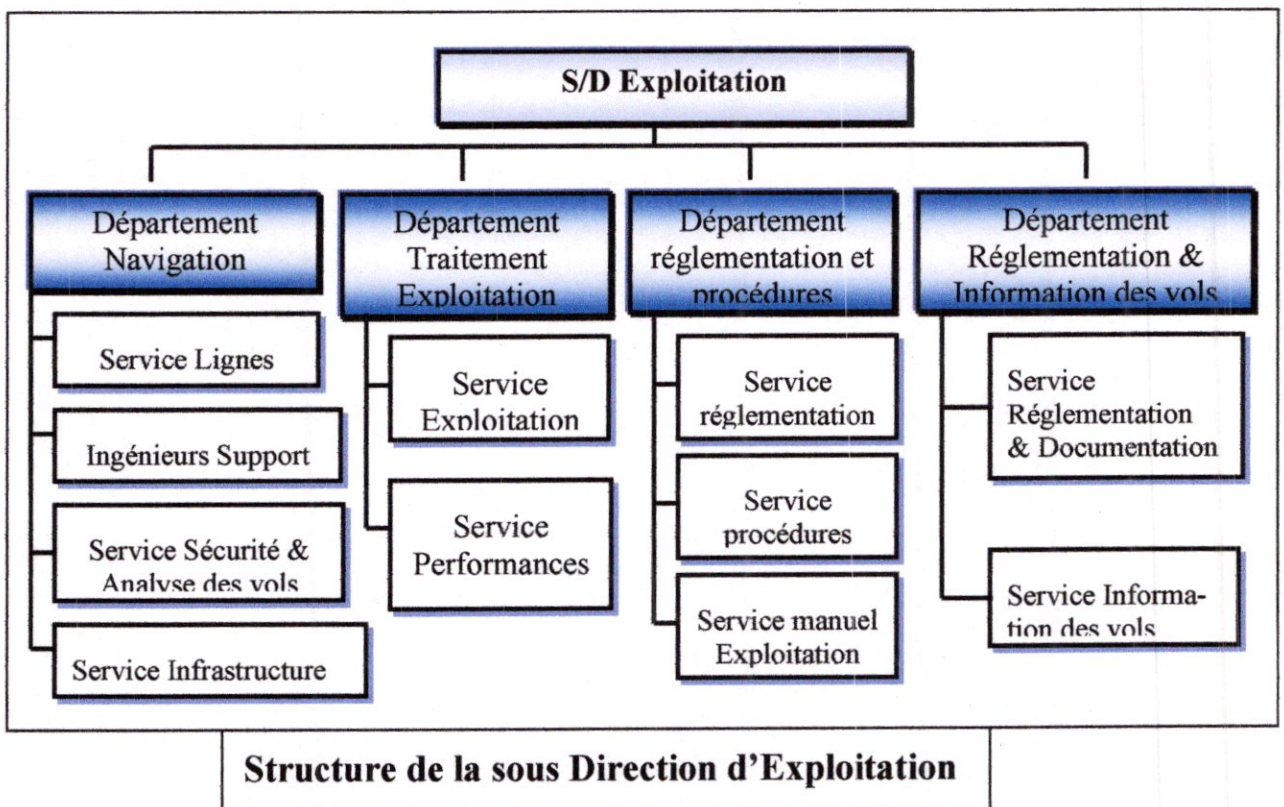 S/D Exploitation
Département
Navigation
Département
Traitement
Exploitation
Département
réglementation et
procédures
Département
Réglementation &
Information des vols
Service Lignes
Ingénieurs Support
Service Sécurité &
Analyse des vols
Service Infrastructure
Service
Exploitation
Service
Performances
Service
réglementation
Service
procédures
Service manuel
Exploitation
Service
Réglementation
& Documentation
Service Informa-
tion des vols
Structure de la sous Direction d'Exploitation